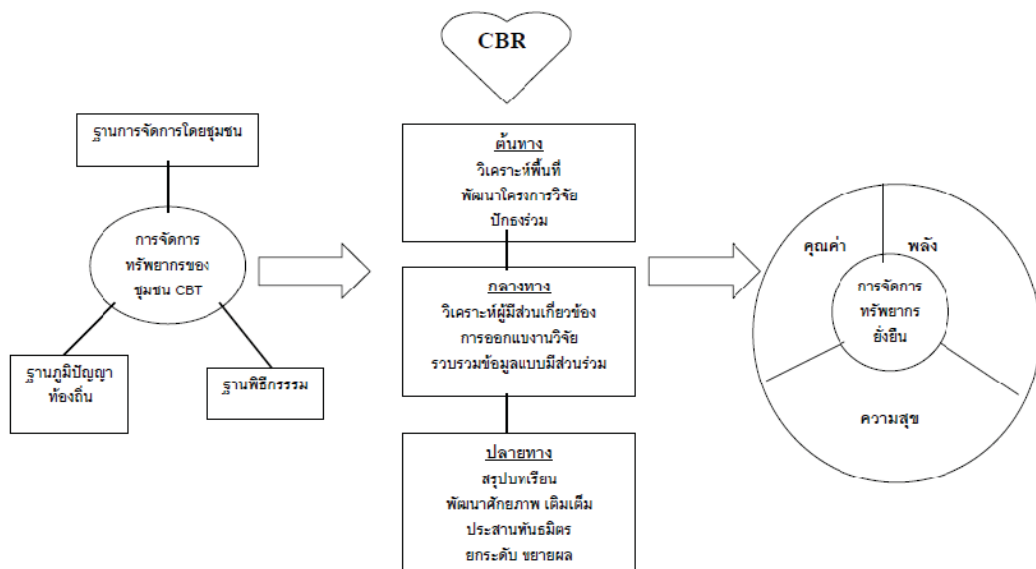 CBR
ฐานการจัดการโดยชุมชน
การจัดการ
ทรัพยากรของ
ชุมชน CBT
ฐานภูมิปัญญา
ท้องถิ่น
ฐานพิธีกรรรม
ต้นทาง
วิเคราะห์พื้นที่
พัฒนาโครงการวิจัย
ปักธงร่วม
กลางทาง
วิเคราะห์ผู้มีส่วนเกี่ยวข้อง
การออกแบงานวิจัย
รวบรวมข้อมูลแบบมีส่วนร่วม
ปลายทาง
สรุปบทเรียน
พัฒนาศักยภาพ เติมเต็ม
ประสานพันธมิตร
ยกระดับ ขยายผล
คุณค่า
พลัง
การจัดการ
ทรัพยากร
ยั่งยืน
ความสุข